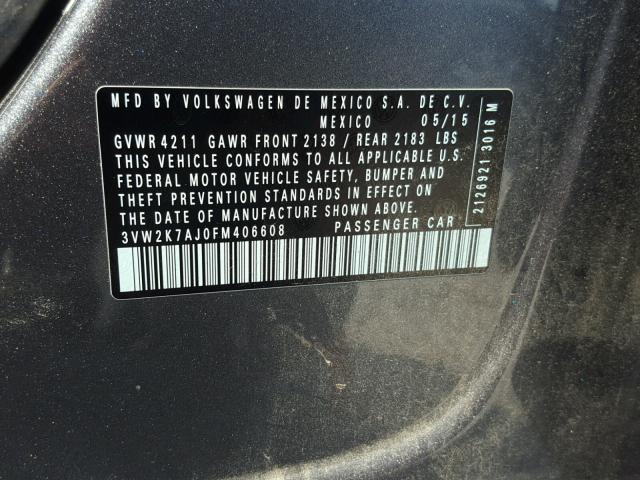 MFD BY VOLKSWAGEN DE MEXICO S.A. DE C.V.
MEXICO 05/15
GVWR 4211 GAWR FRONT 2138 / REAR 2183 LBS
THIS VEHICLE CONFORMS TO ALL APPLICABLE U.S.
FEDERAL MOTOR VEHICLE SAFETY, BUMPER AND
THEFT PREVENTION STANDARDS IN EFFECT ON
THE DATE OF MANUFACTURE SHOWN ABOVE.
3VW2K7AJ0FM406608 PASSENGER CAR
2126921 3016 M